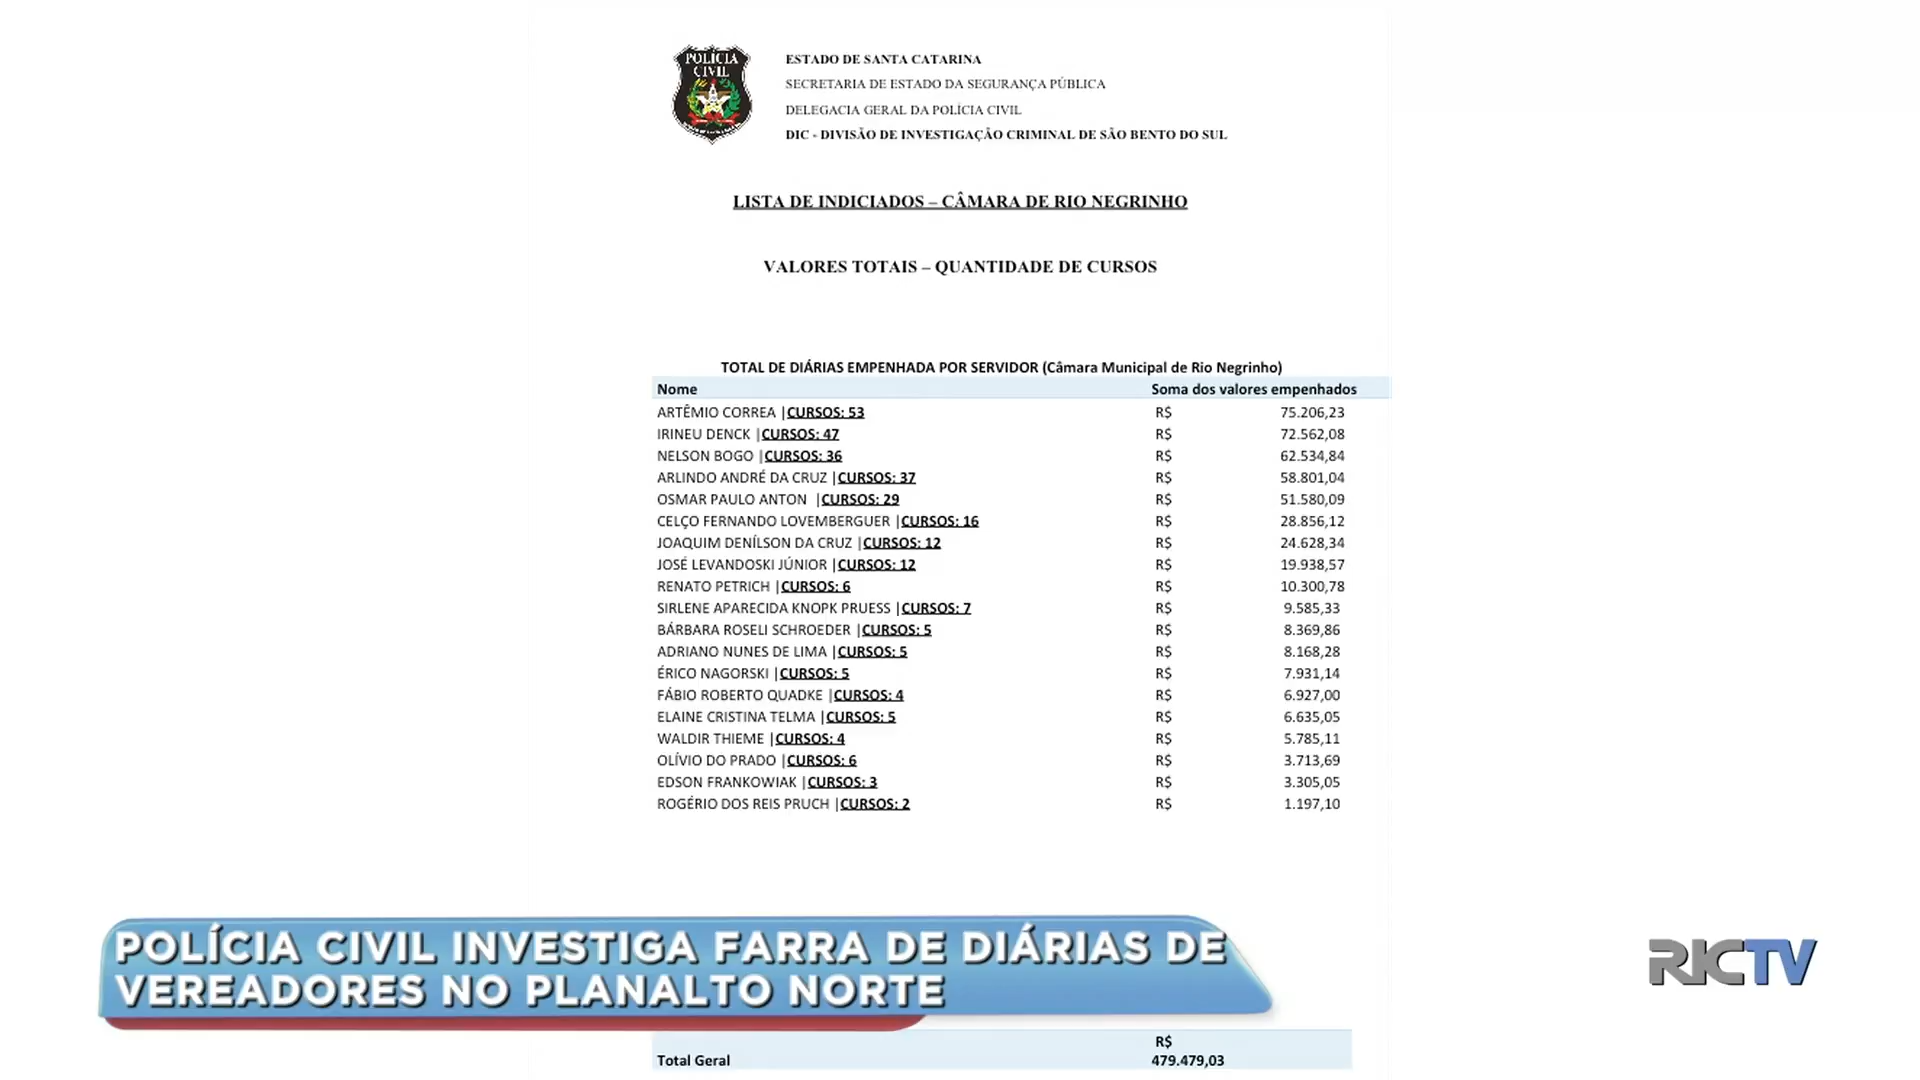 POLÍCIA
CIVIL
ESTADO DE SANTA CATARINA
SECRETARIA DE ESTADO DA SEGURANÇA PÚBLICA
DELEGACIA GERAL DA POLÍCIA CIVIL
DIC - DIVISÃO DE INVESTIGAÇÃO CRIMINAL DE SÃO BENTO DO SUL
LISTA DE INDICIADOS – CÂMARA DE RIO NEGRINHO
VALORES TOTAIS – QUANTIDADE DE CURSOS
TOTAL DE DIÁRIAS EMPENHADA POR SERVIDOR (Câmara Municipal de Rio Negrinho)
Nome Soma dos valores empenhados
ARTÊMIO CORREA |CURSOS: 53 R$ 75.206,23
IRINEU DENCK |CURSOS: 47 R$ 72.562,08
NELSON BOGO |CURSOS: 36 R$ 62.534,84
ARLINDO ANDRÉ DA CRUZ |CURSOS: 37 R$ 58.801,04
OSMAR PAULO ANTON |CURSOS: 29 R$ 51.580,09
CELÇO FERNANDO LOVEMBERGUER |CURSOS: 16 R$ 28.856,12
JOAQUIM DENÍLSON DA CRUZ |CURSOS: 12 R$ 24.628,34
JOSÉ LEVANDOSKI JÚNIOR |CURSOS: 12 R$ 19.938,57
RENATO PETRICH |CURSOS: 6 R$ 10.300,78
SIRLENE APARECIDA KNOPK PRUESS |CURSOS: 7 R$ 9.585,33
BÁRBARA ROSELI SCHROEDER |CURSOS: 5 R$ 8.369,86
ADRIANO NUNES DE LIMA |CURSOS: 5 R$ 8.168,28
ÉRICO NAGORSKI |CURSOS: 5 R$ 7.931,14
FÁBIO ROBERTO QUADKE |CURSOS: 4 R$ 6.927,00
ELAINE CRISTINA TELMA |CURSOS: 5 R$ 6.635,05
WALDIR THIEME |CURSOS: 4 R$ 5.785,11
OLÍVIO DO PRADO |CURSOS: 6 R$ 3.713,69
EDSON FRANKOWIAK |CURSOS: 3 R$ 3.305,05
ROGÉRIO DOS REIS PRUCH |CURSOS: 2 R$ 1.197,10
POLÍCIA CIVIL INVESTIGA FARRA DE DIÁRIAS DE
VEREADORES NO PLANALTO NORTE
RICTV
R$
Total Geral 479.479,03